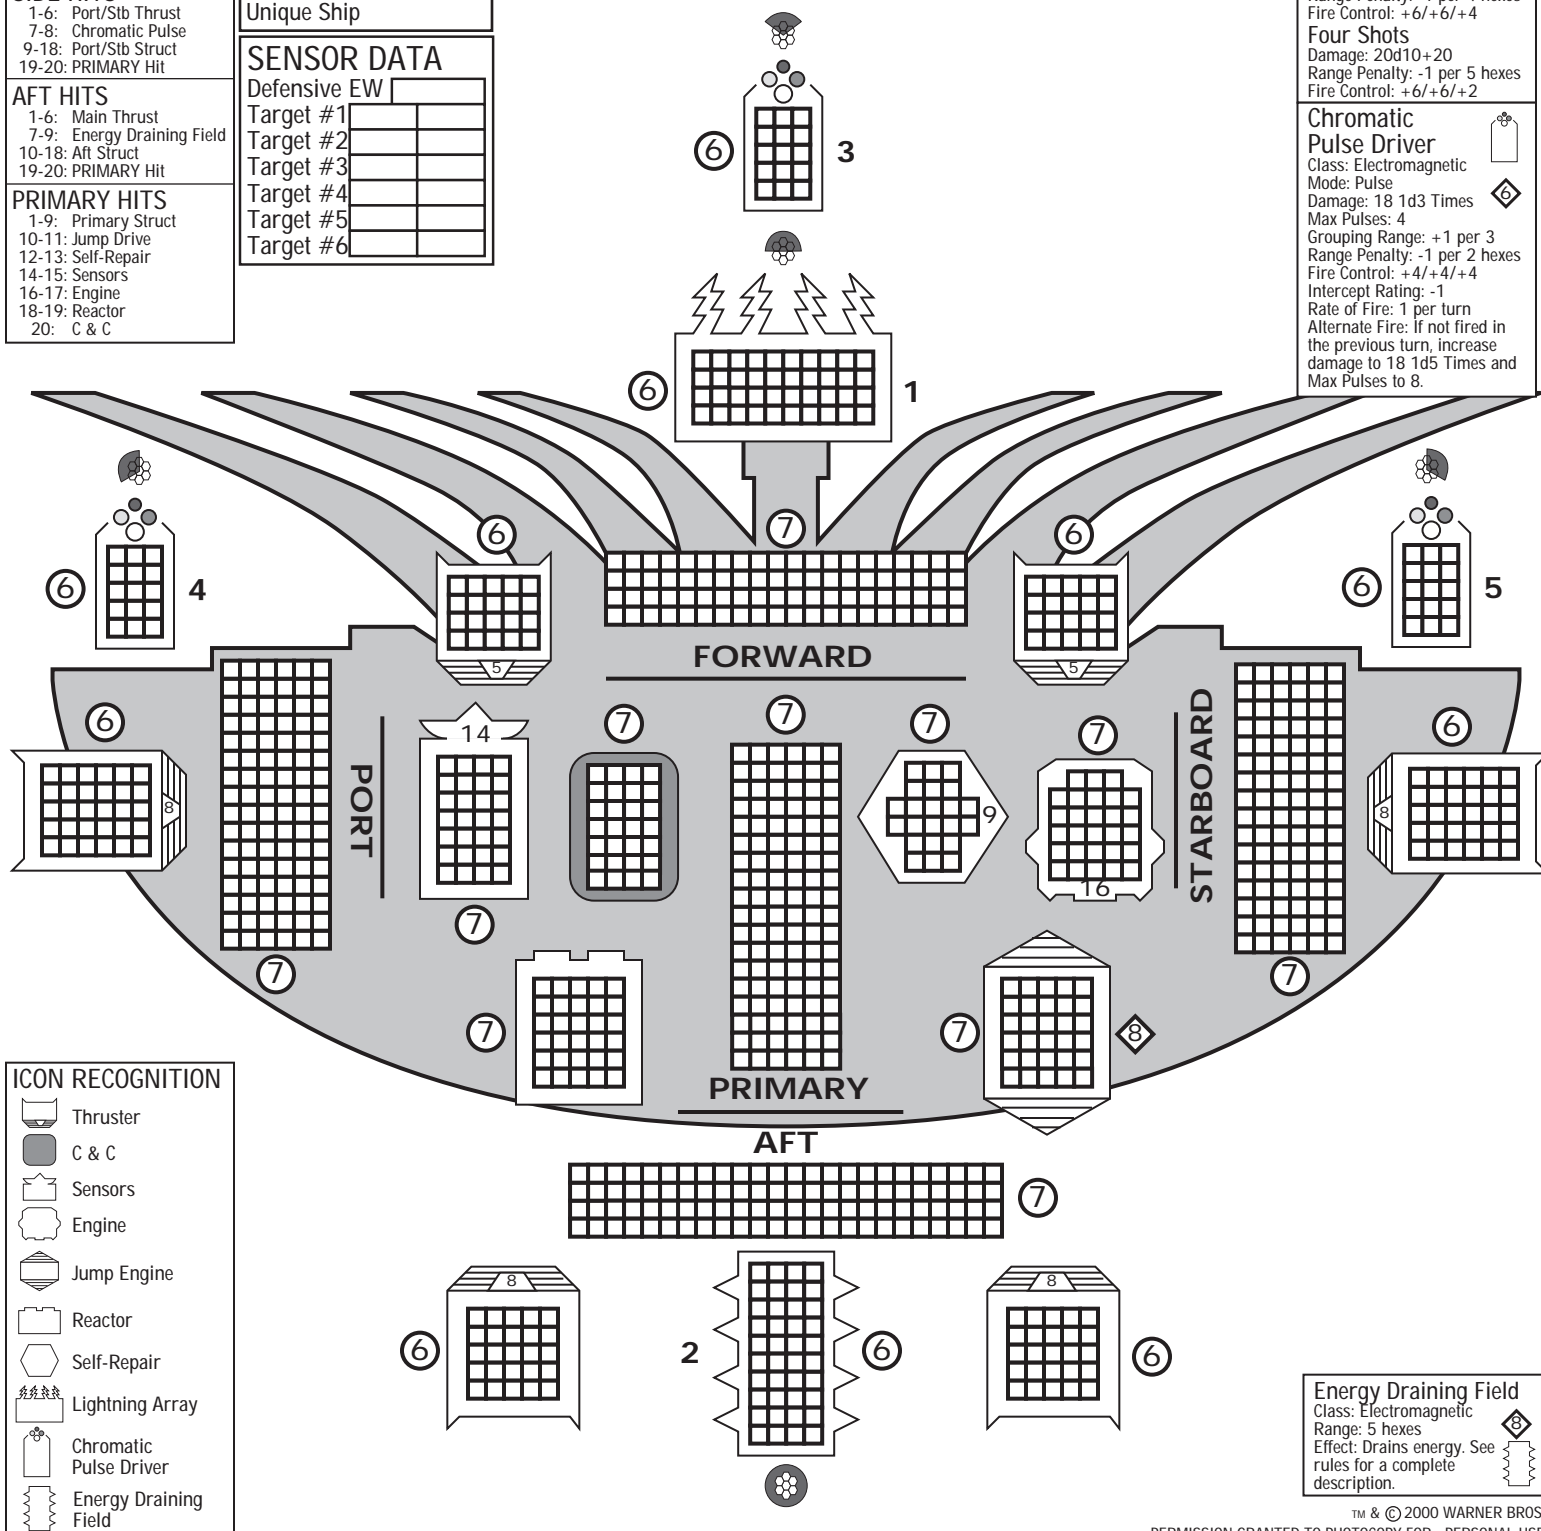 1-6: Port/Stb Thrust
7-8: Chromatic Pulse
9-18: Port/Stb Struct
19-20: PRIMARY Hit
AFT HITS
1-6: Main Thrust
7-9: Energy Draining Field
10-18: Aft Struct
19-20: PRIMARY Hit
PRIMARY HITS
1-9: Primary Struct
10-11: Jump Drive
12-13: Self-Repair
14-15: Sensors
16-17: Engine
18-19: Reactor
20: C & C
Unique Ship
SENSOR DATA
Defensive EW
Target #1
Target #2
Target #3
Target #4
Target #5
Target #6
Fire Control: +6/+6/+4
Four Shots
Damage: 20d10+20
Range Penalty: -1 per 5 hexes
Fire Control: +6/+6/+2
Chromatic
Pulse Driver
Class: Electromagnetic
Mode: Pulse
6
Damage: 18 1d3 Times
Max Pulses: 4
Grouping Range: +1 per 3
Range Penalty: -1 per 2 hexes
Fire Control: +4/+4/+4
Intercept Rating: -1
Rate of Fire: 1 per turn
Alternate Fire: If not fired in
the previous turn, increase
damage to 18 1d5 Times and
Max Pulses to 8.
6 3
6 1
7
6
6
6 4
6 5
5
5
FORWARD
6
8
PORT
14
7
7
7
7
9
7
16
STARBOARD
6
8
7
7
7
7
8
PRIMARY
AFT
7
8
6
2
6
8
6
ICON RECOGNITION
Thruster
C & C
Sensors
Engine
Jump Engine
Reactor
Self-Repair
Lightning Array
Chromatic
Pulse Driver
Energy Draining
Field
Energy Draining Field
Class: Electromagnetic
Range: 5 hexes
8
Effect: Drains energy. See
rules for a complete
description.
TM & © 2000 WARNER BROS